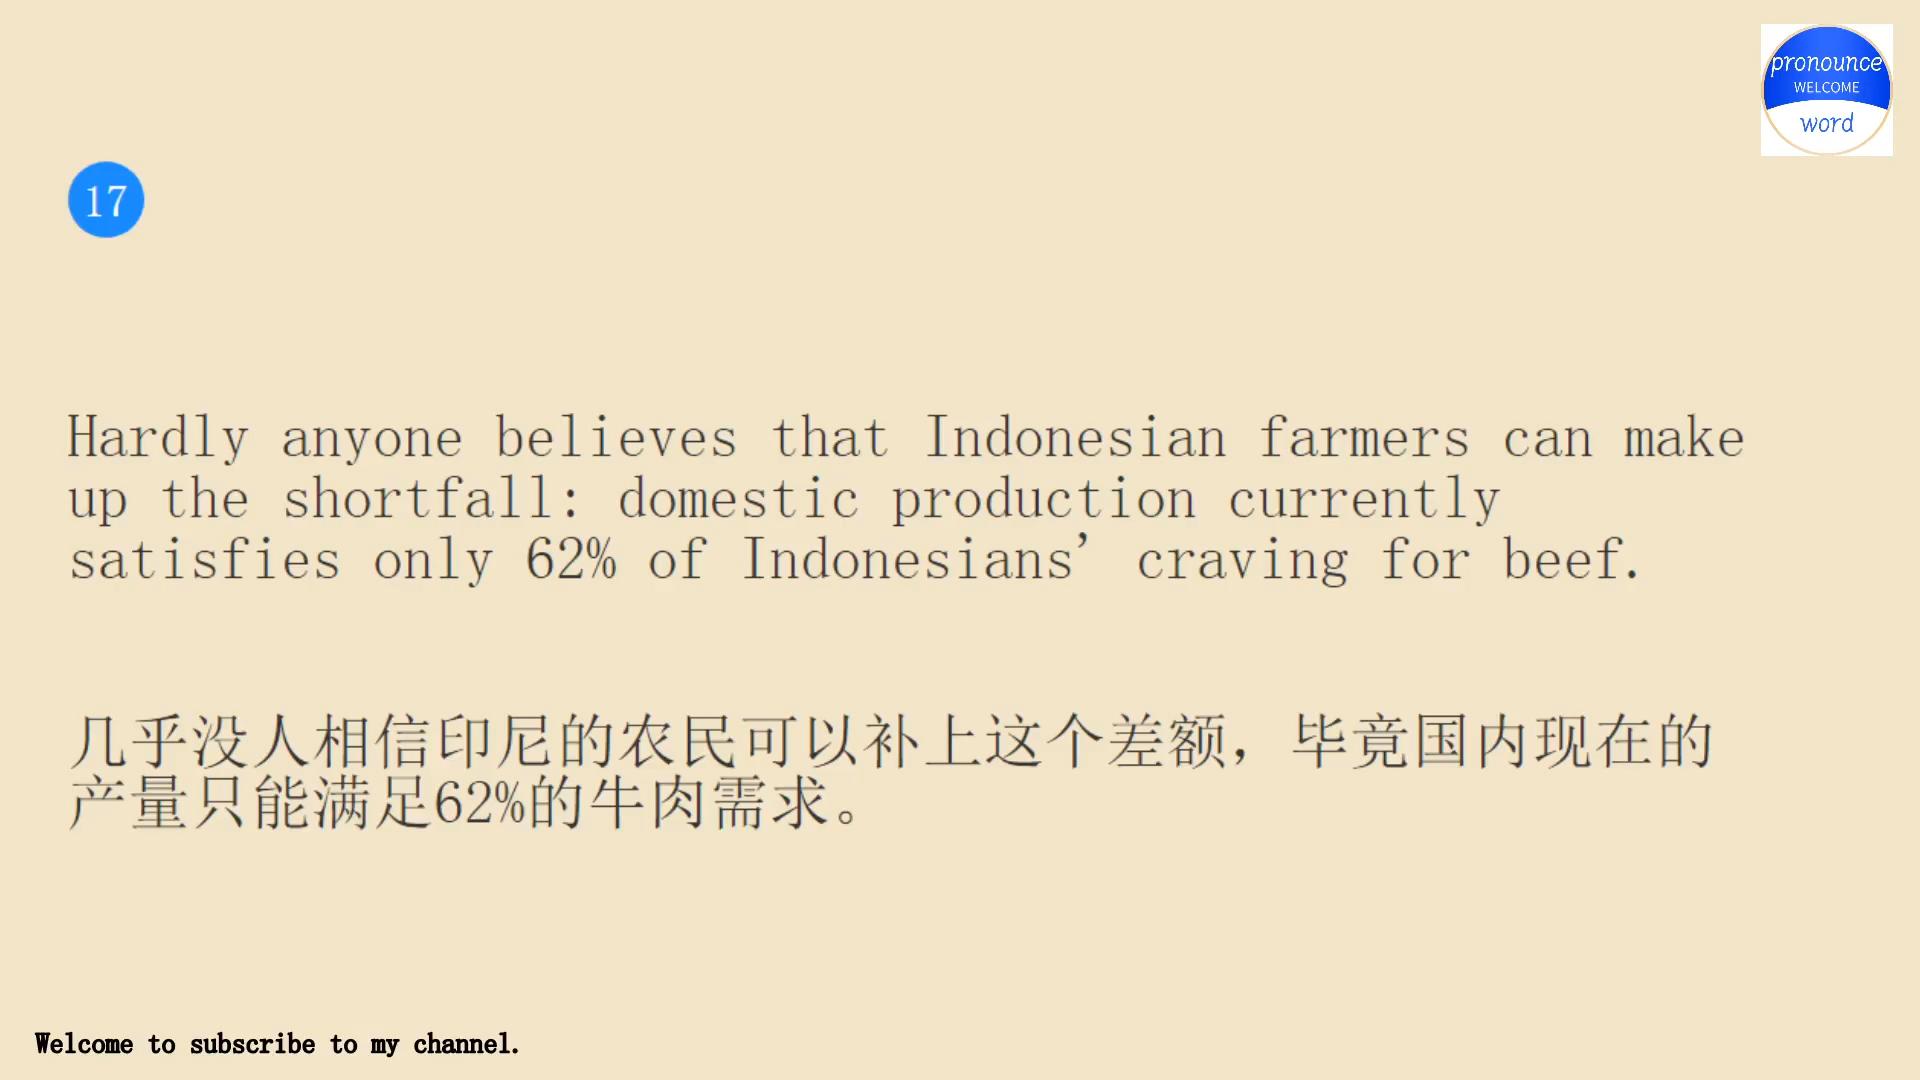 pronounce
WELCOME
word
17
Hardly anyone believes that Indonesian farmers can make
up the shortfall: domestic production currently
satisfies only 62% of Indonesians’ craving for beef.
几乎没人相信印尼的农民可以补上这个差额，毕竟国内现在的
产量只能满足62%的牛肉需求。
Welcome to subscribe to my channel.